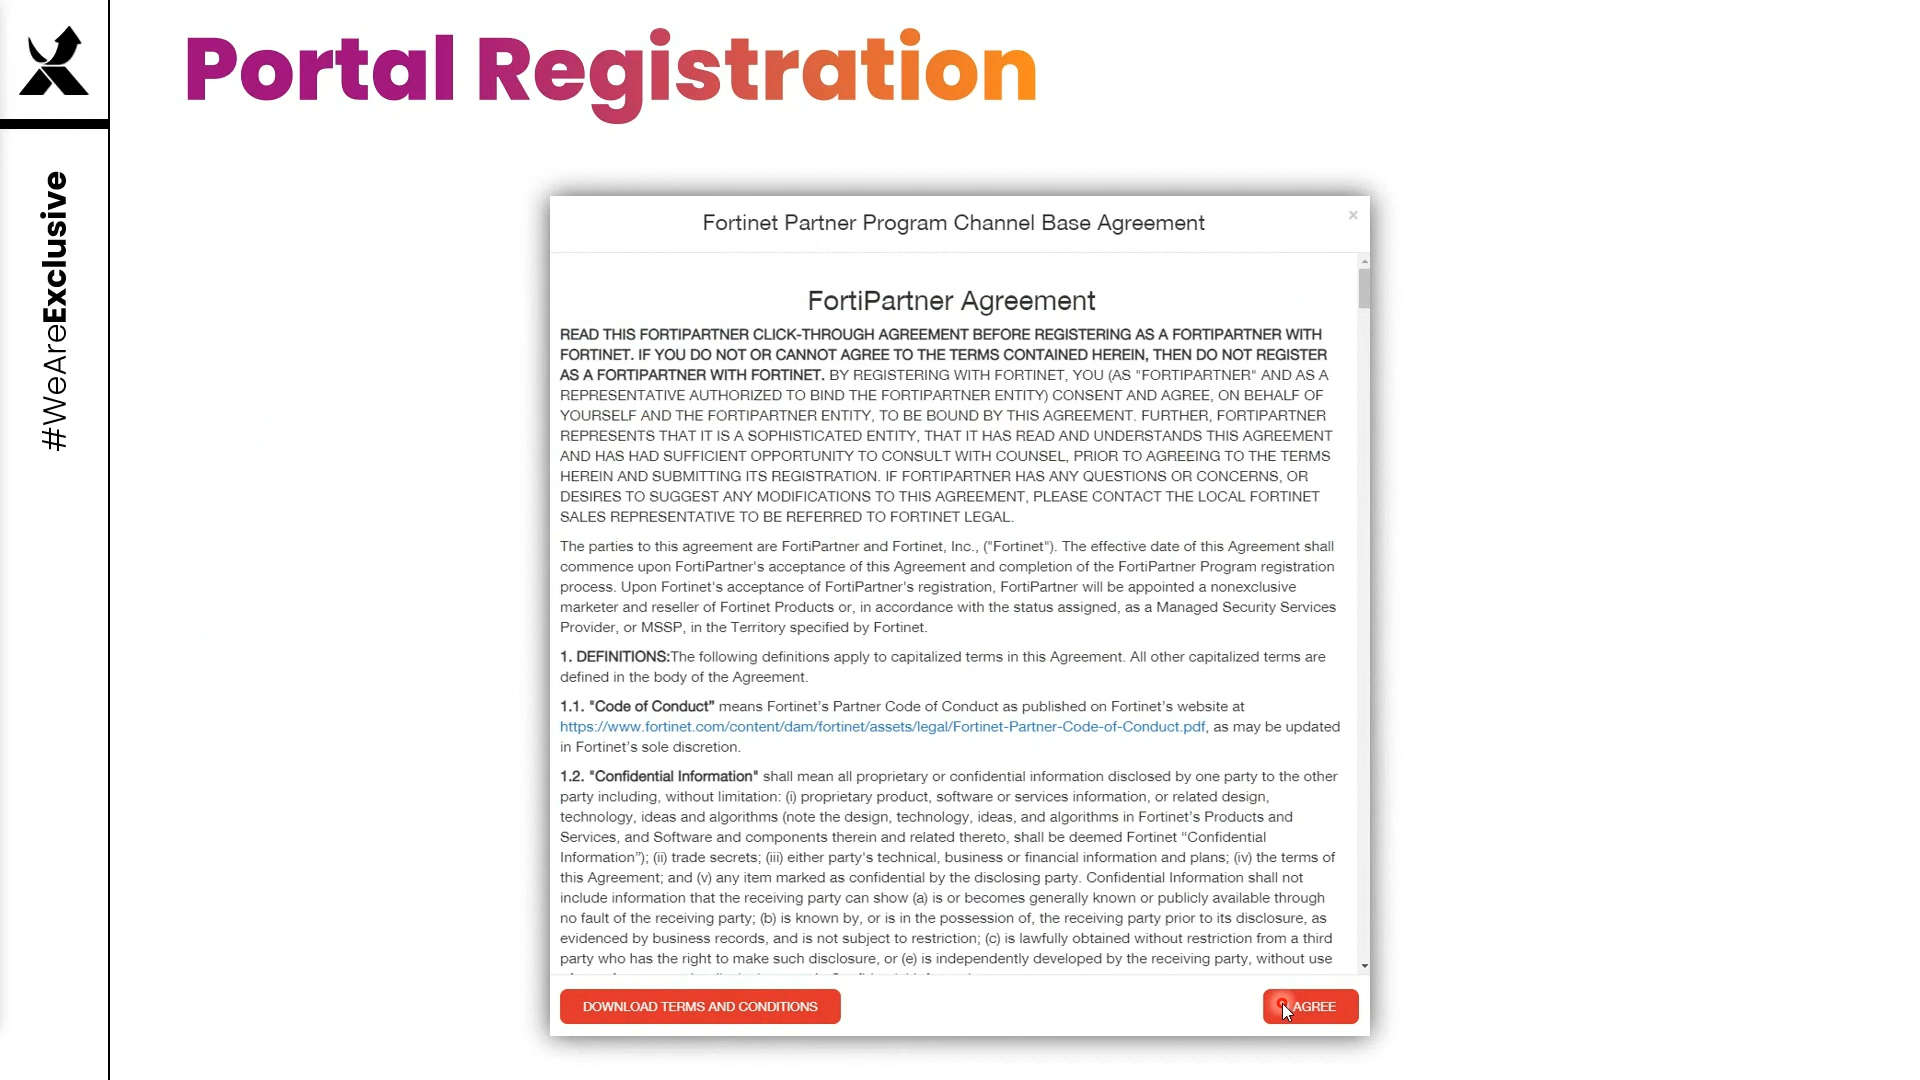 Portal Registration
#WeAreExclusive
Fortinet Partner Program Channel Base Agreement
×
FortiPartner Agreement
READ THIS FORTIPARTNER CLICK-THROUGH AGREEMENT BEFORE REGISTERING AS A FORTIPARTNER WITH
FORTINET. IF YOU DO NOT OR CANNOT AGREE TO THE TERMS CONTAINED HEREIN, THEN DO NOT REGISTER
AS A FORTIPARTNER WITH FORTINET. BY REGISTERING WITH FORTINET, YOU (AS "FORTIPARTNER" AND AS A
REPRESENTATIVE AUTHORIZED TO BIND THE FORTIPARTNER ENTITY) CONSENT AND AGREE, ON BEHALF OF
YOURSELF AND THE FORTIPARTNER ENTITY, TO BE BOUND BY THIS AGREEMENT. FURTHER, FORTIPARTNER
REPRESENTS THAT IT IS A SOPHISTICATED ENTITY, THAT IT HAS READ AND UNDERSTANDS THIS AGREEMENT
AND HAS HAD SUFFICIENT OPPORTUNITY TO CONSULT WITH COUNSEL, PRIOR TO AGREEING TO THE TERMS
HEREIN AND SUBMITTING ITS REGISTRATION. IF FORTIPARTNER HAS ANY QUESTIONS OR CONCERNS, OR
DESIRES TO SUGGEST ANY MODIFICATIONS TO THIS AGREEMENT, PLEASE CONTACT THE LOCAL FORTINET
SALES REPRESENTATIVE TO BE REFERRED TO FORTINET LEGAL.
The parties to this agreement are FortiPartner and Fortinet, Inc., ("Fortinet"). The effective date of this Agreement shall
commence upon FortiPartner's acceptance of this Agreement and completion of the FortiPartner Program registration
process. Upon Fortinet's acceptance of FortiPartner's registration, FortiPartner will be appointed a nonexclusive
marketer and reseller of Fortinet Products or, in accordance with the status assigned, as a Managed Security Services
Provider, or MSSP, in the Territory specified by Fortinet.
1. DEFINITIONS:The following definitions apply to capitalized terms in this Agreement. All other capitalized terms are
defined in the body of the Agreement.
1.1. "Code of Conduct” means Fortinet’s Partner Code of Conduct as published on Fortinet’s website at
https://www.fortinet.com/content/dam/fortinet/assets/legal/Fortinet-Partner-Code-of-Conduct.pdf, as may be updated
in Fortinet’s sole discretion.
1.2. "Confidential Information" shall mean all proprietary or confidential information disclosed by one party to the other
party including, without limitation: (i) proprietary product, software or services information, or related design,
technology, ideas and algorithms (note the design, technology, ideas, and algorithms in Fortinet’s Products and
Services, and Software and components therein and related thereto, shall be deemed Fortinet “Confidential
Information”); (ii) trade secrets; (iii) either party's technical, business or financial information and plans; (iv) the terms of
this Agreement; and (v) any item marked as confidential by the disclosing party. Confidential Information shall not
include information that the receiving party can show (a) is or becomes generally known or publicly available through
no fault of the receiving party; (b) is known by, or is in the possession of, the receiving party prior to its disclosure, as
evidenced by business records, and is not subject to restriction; (c) is lawfully obtained without restriction from a third
party who has the right to make such disclosure, or (e) is independently developed by the receiving party, without use
DOWNLOAD TERMS AND CONDITIONS
AGREE